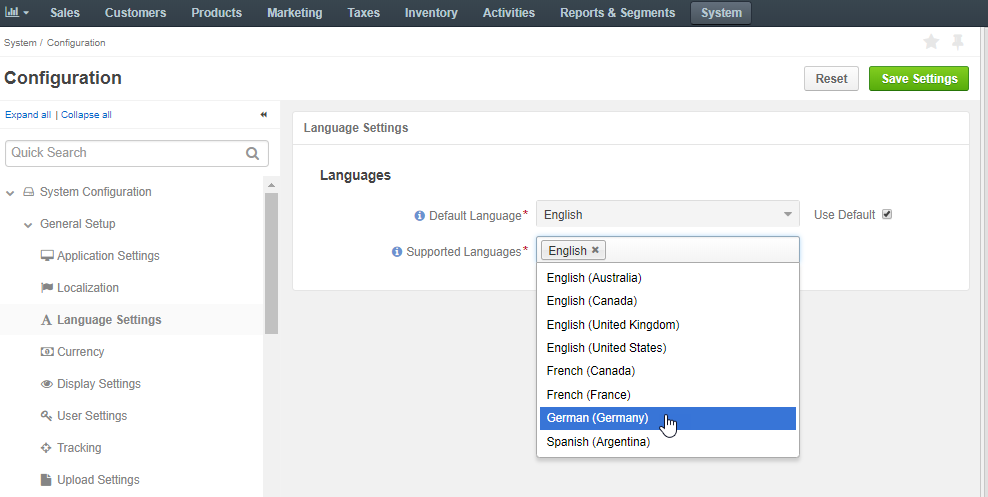 Sales Customers Products Marketing Taxes Inventory Activities Reports & Segments System
System / Configuration
Configuration
Reset Save Settings
Expand all | Collapse all
Quick Search
System Configuration
General Setup
Application Settings
Localization
Language Settings
Currency
Display Settings
User Settings
Tracking
Upload Settings
Language Settings
Languages
Default Language* English Use Default
Supported Languages* English
English (Australia)
English (Canada)
English (United Kingdom)
English (United States)
French (Canada)
French (France)
German (Germany)
Spanish (Argentina)